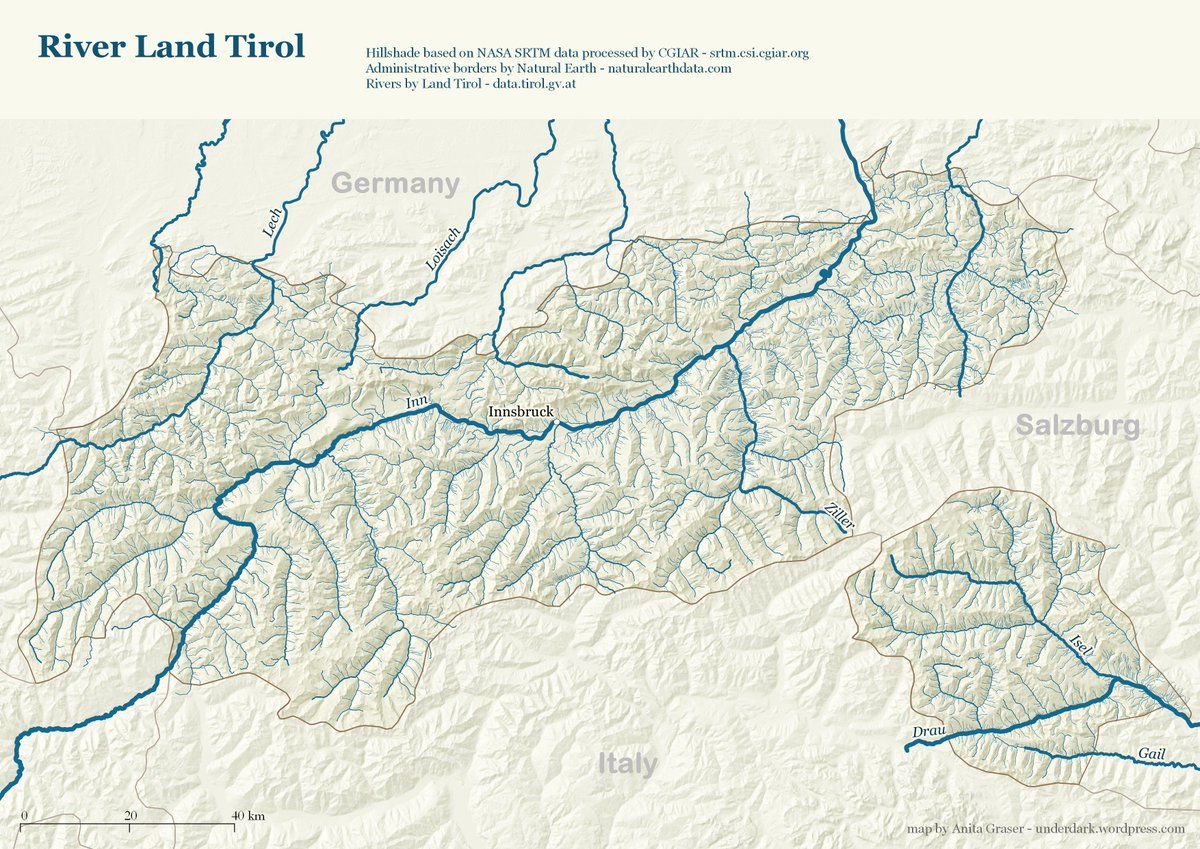 River Land Tirol
Hillshade based on NASA SRTM data processed by CGIAR - srtm.csi.cgiar.org
Administrative borders by Natural Earth - naturalearthdata.com
Rivers by Land Tirol - data.tirol.gv.at
Germany
Lech
Loisach
Inn
Innsbruck
Salzburg
Ziller
Isel
Drau
Gail
Italy
0 20 40 km
map by Anita Graser - underdark.wordpress.com